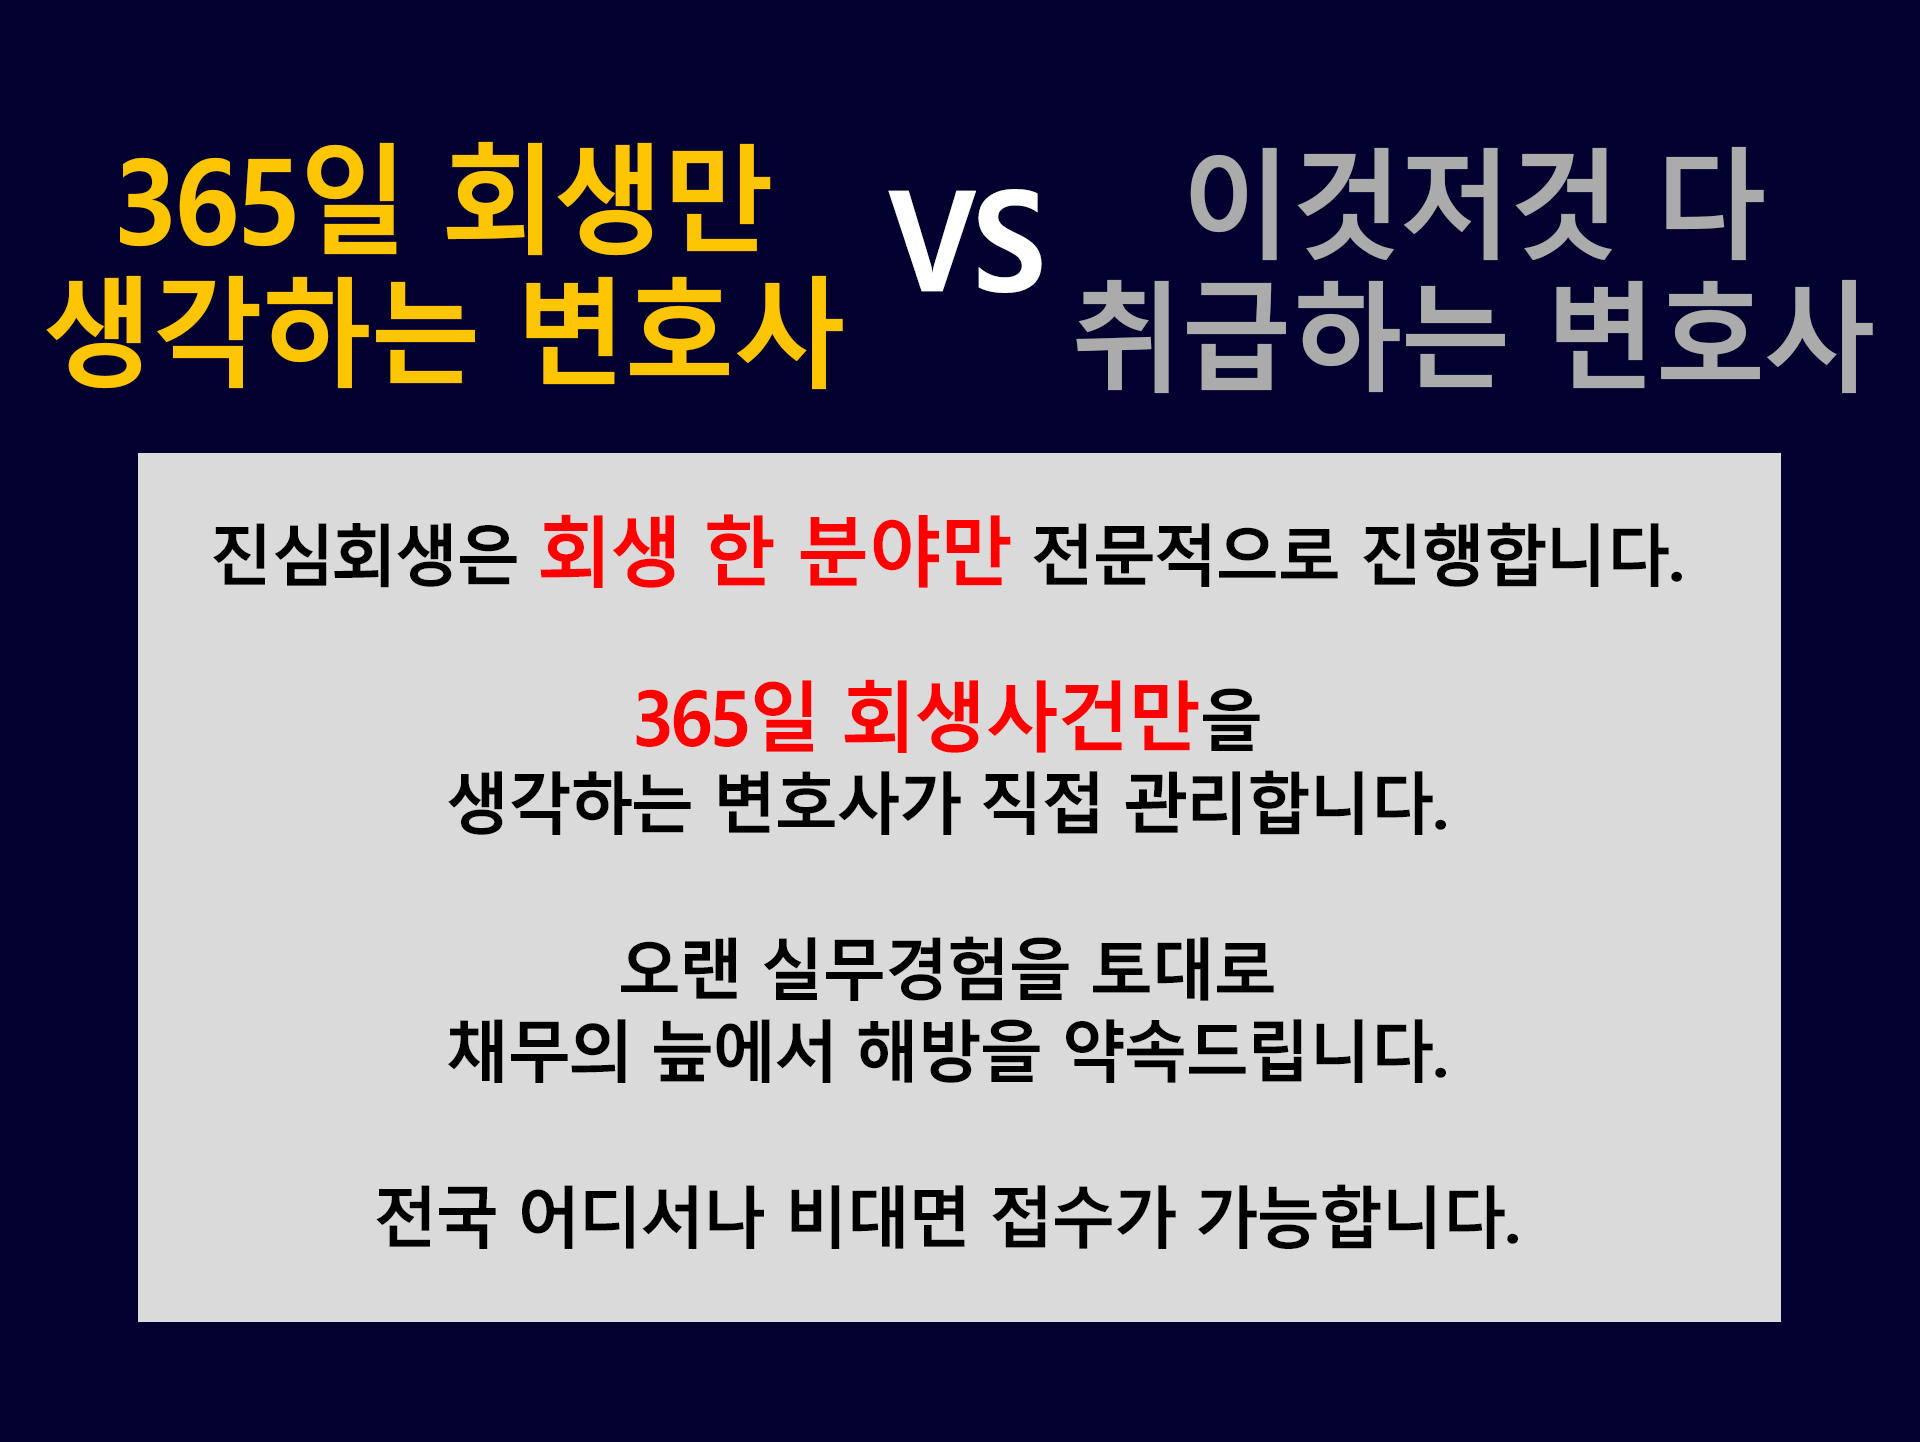 365일 회생만
생각하는 변호사
VS
이것저것 다
취급하는 변호사
진심회생은 회생 한 분야만 전문적으로 진행합니다.
365일 회생사건만을
생각하는 변호사가 직접 관리합니다.
오랜 실무경험을 토대로
채무의 늪에서 해방을 약속드립니다.
전국 어디서나 비대면 접수가 가능합니다.